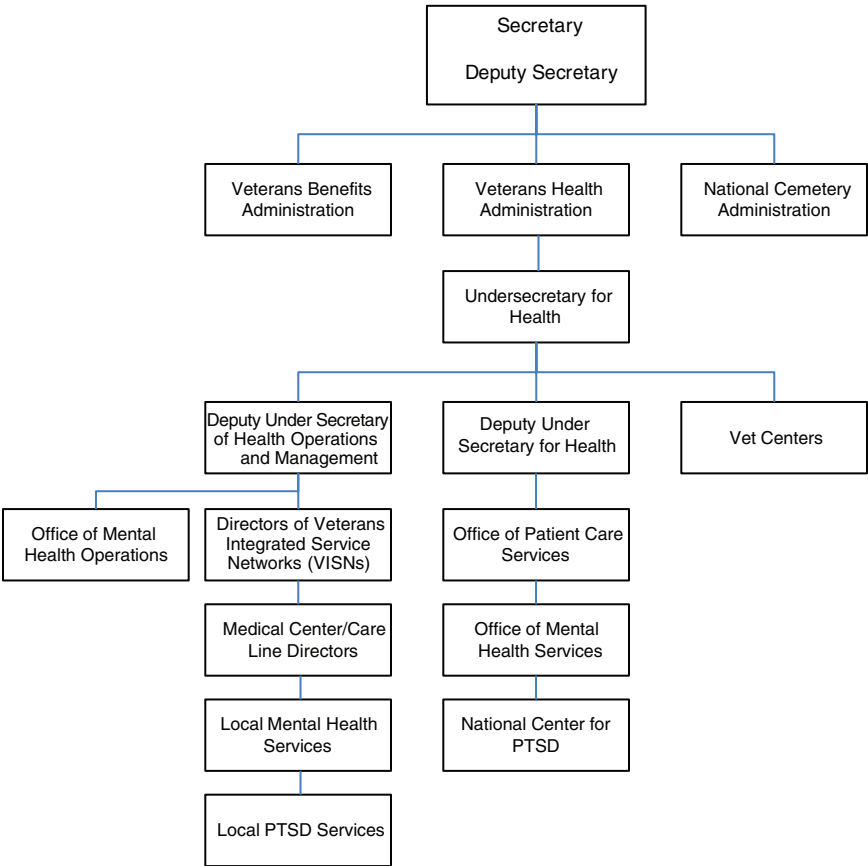 Secretary
Deputy Secretary
Veterans Benefits
Administration
Veterans Health
Administration
National Cemetery
Administration
Undersecretary for
Health
Deputy Under Secretary
of Health Operations
and Management
Deputy Under
Secretary for Health
Vet Centers
Office of Mental
Health Operations
Directors of Veterans
Integrated Service
Networks (VISNs)
Office of Patient Care
Services
Medical Center/Care
Line Directors
Office of Mental
Health Services
Local Mental Health
Services
National Center for
PTSD
Local PTSD Services